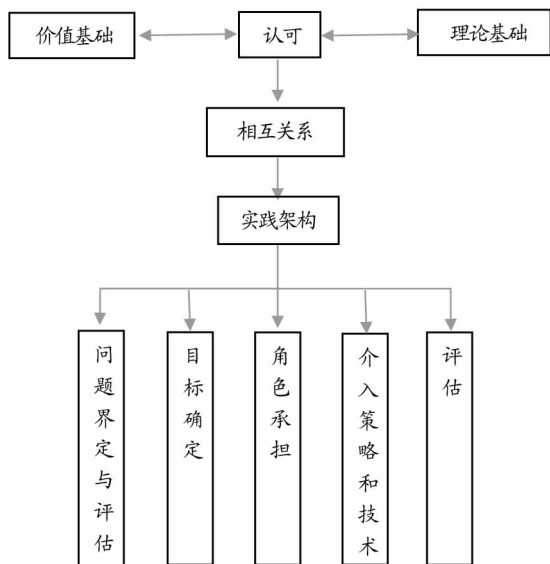 价值基础
认可
理论基础
相互关系
实践架构
问题界定与评估
目标确定
角色承担
介入策略和技术
评估